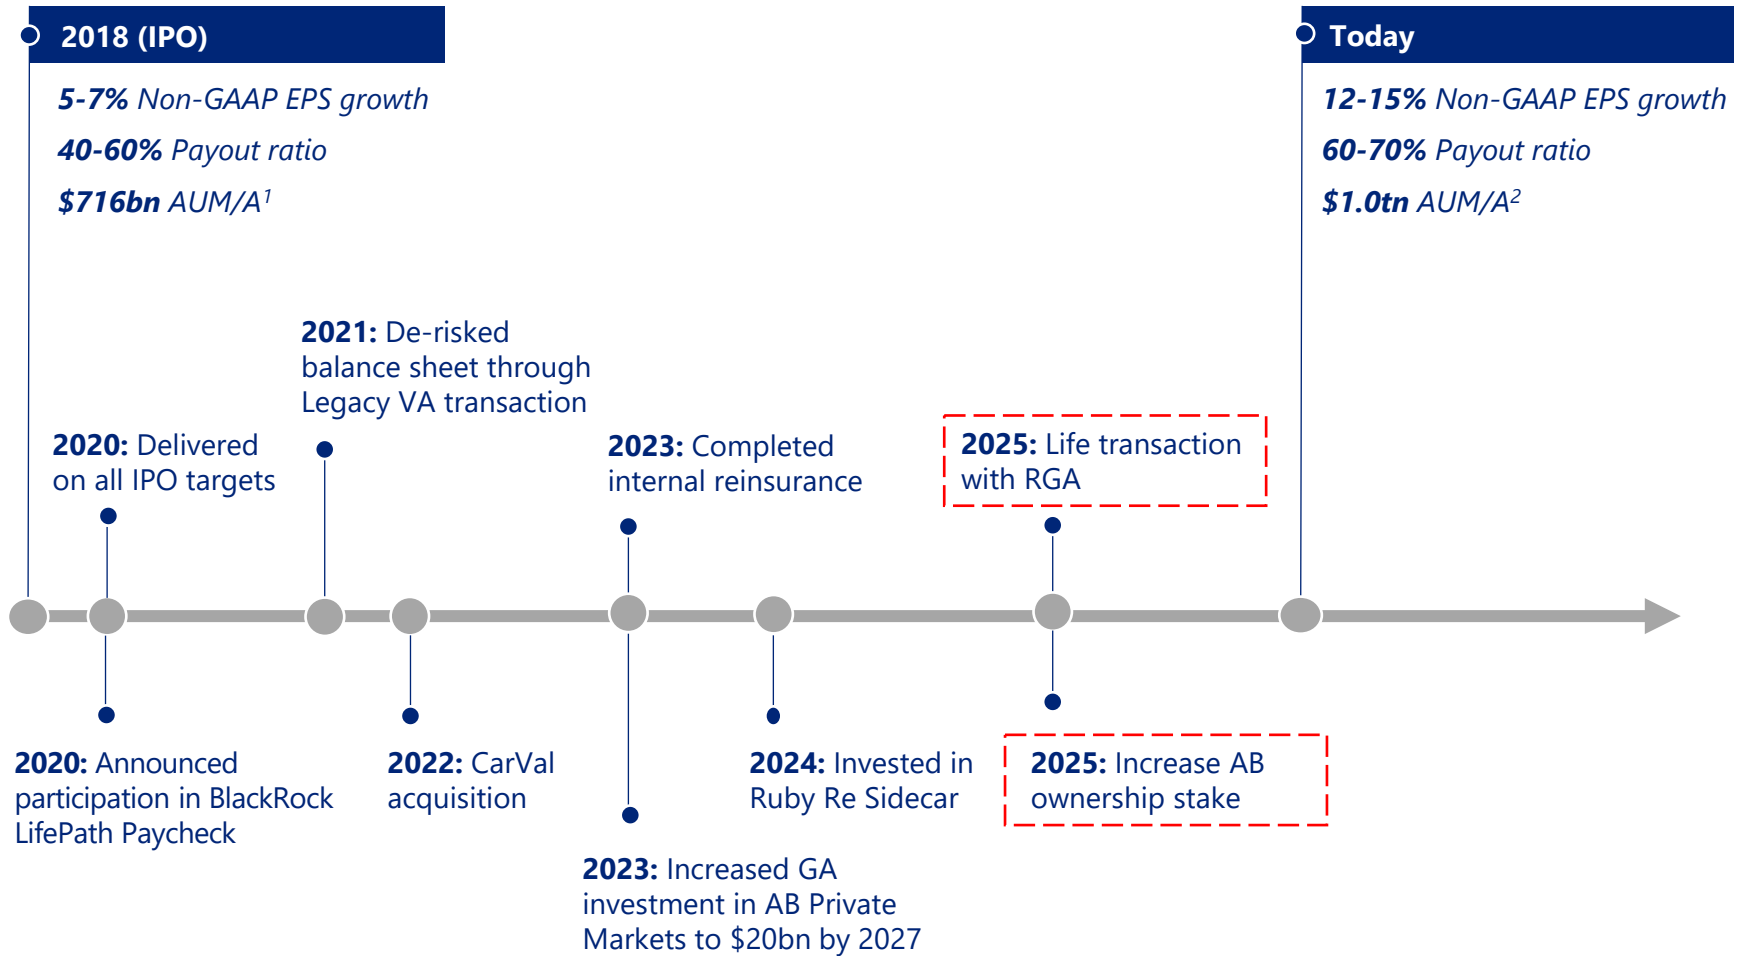 2018 (IPO)
5-7% Non-GAAP EPS growth
40-60% Payout ratio
$716bn AUM/A1
Today
12-15% Non-GAAP EPS growth
60-70% Payout ratio
$1.0tn AUM/A2
2020: Delivered
on all IPO targets
2021: De-risked
balance sheet through
Legacy VA transaction
2023: Completed
internal reinsurance
2025: Life transaction
with RGA
2020: Announced
participation in BlackRock
LifePath Paycheck
2022: CarVal
acquisition
2023: Increased GA
investment in AB Private
Markets to $20bn by 2027
2024: Invested in
Ruby Re Sidecar
2025: Increase AB
ownership stake